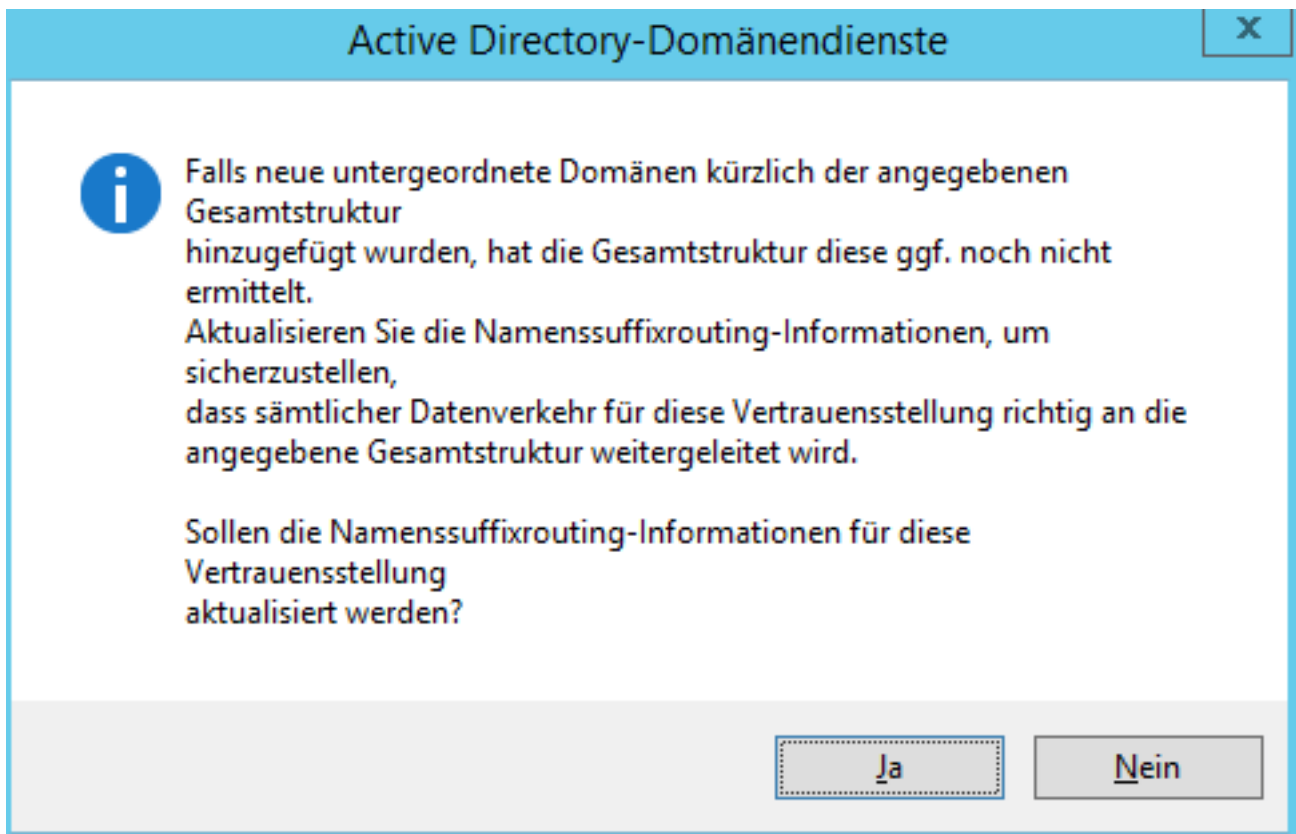 Active Directory-Domänendienste
x
Falls neue untergeordnete Domänen kürzlich der angegebenen
Gesamtstruktur
hinzugefügt wurden, hat die Gesamtstruktur diese ggf. noch nicht
ermittelt.
Aktualisieren Sie die Namenssuffixrouting-Informationen, um
sicherzustellen,
dass sämtlicher Datenverkehr für diese Vertrauensstellung richtig an die
angegebene Gesamtstruktur weitergeleitet wird.
Sollen die Namenssuffixrouting-Informationen für diese
Vertrauensstellung
aktualisiert werden?
Ja
Nein